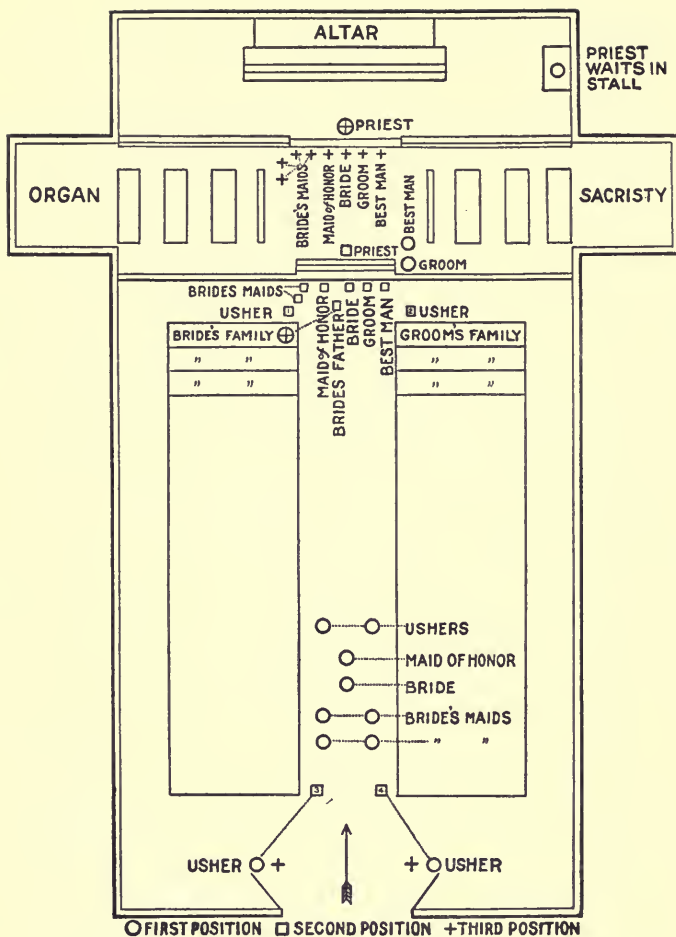 ALTAR
PRIEST
WAITS IN
STALL
PRIEST
ORGAN
BRIDE'S MAIDS
MAID of HONOR
BRIDE
GROOM
BEST MAN
BEST MAN
SACRISTY
PRIEST
GROOM
BRIDES MAIDS
USHER 1
2 USHER
MAID of HONOR
BRIDES FATHER
BRIDE
GROOM
BEST MAN
BRIDE'S FAMILY
" "
" "
GROOM'S FAMILY
" "
" "
USHERS
MAID OF HONOR
BRIDE
BRIDE'S MAIDS
" "
3
4
USHER
USHER
FIRST POSITION SECOND POSITION +THIRD POSITION